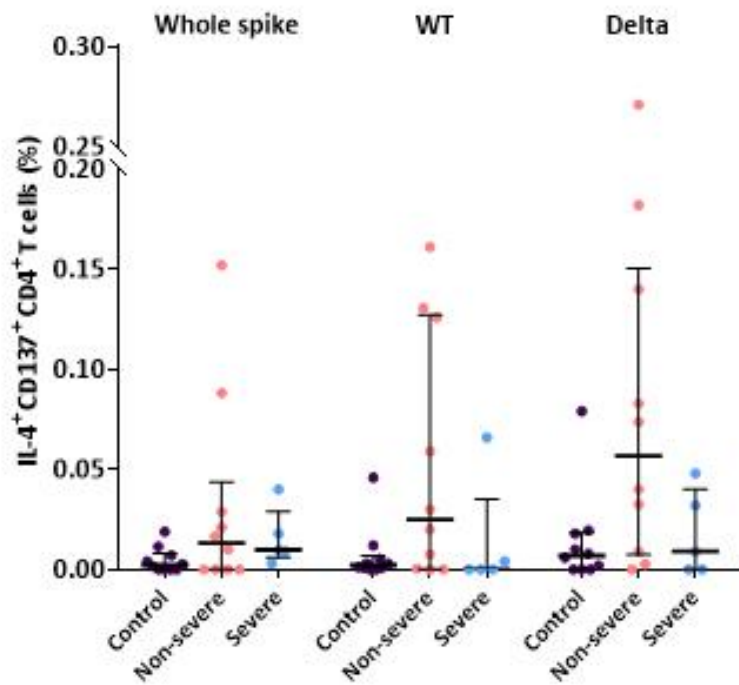 Whole spike WT Delta
IL-4⁺CD137⁺CD4⁺T cells (%)
0.30
0.25
0.20
0.15
0.10
0.05
0.00
Control Non-severe Severe Control Non-severe Severe Control Non-severe Severe